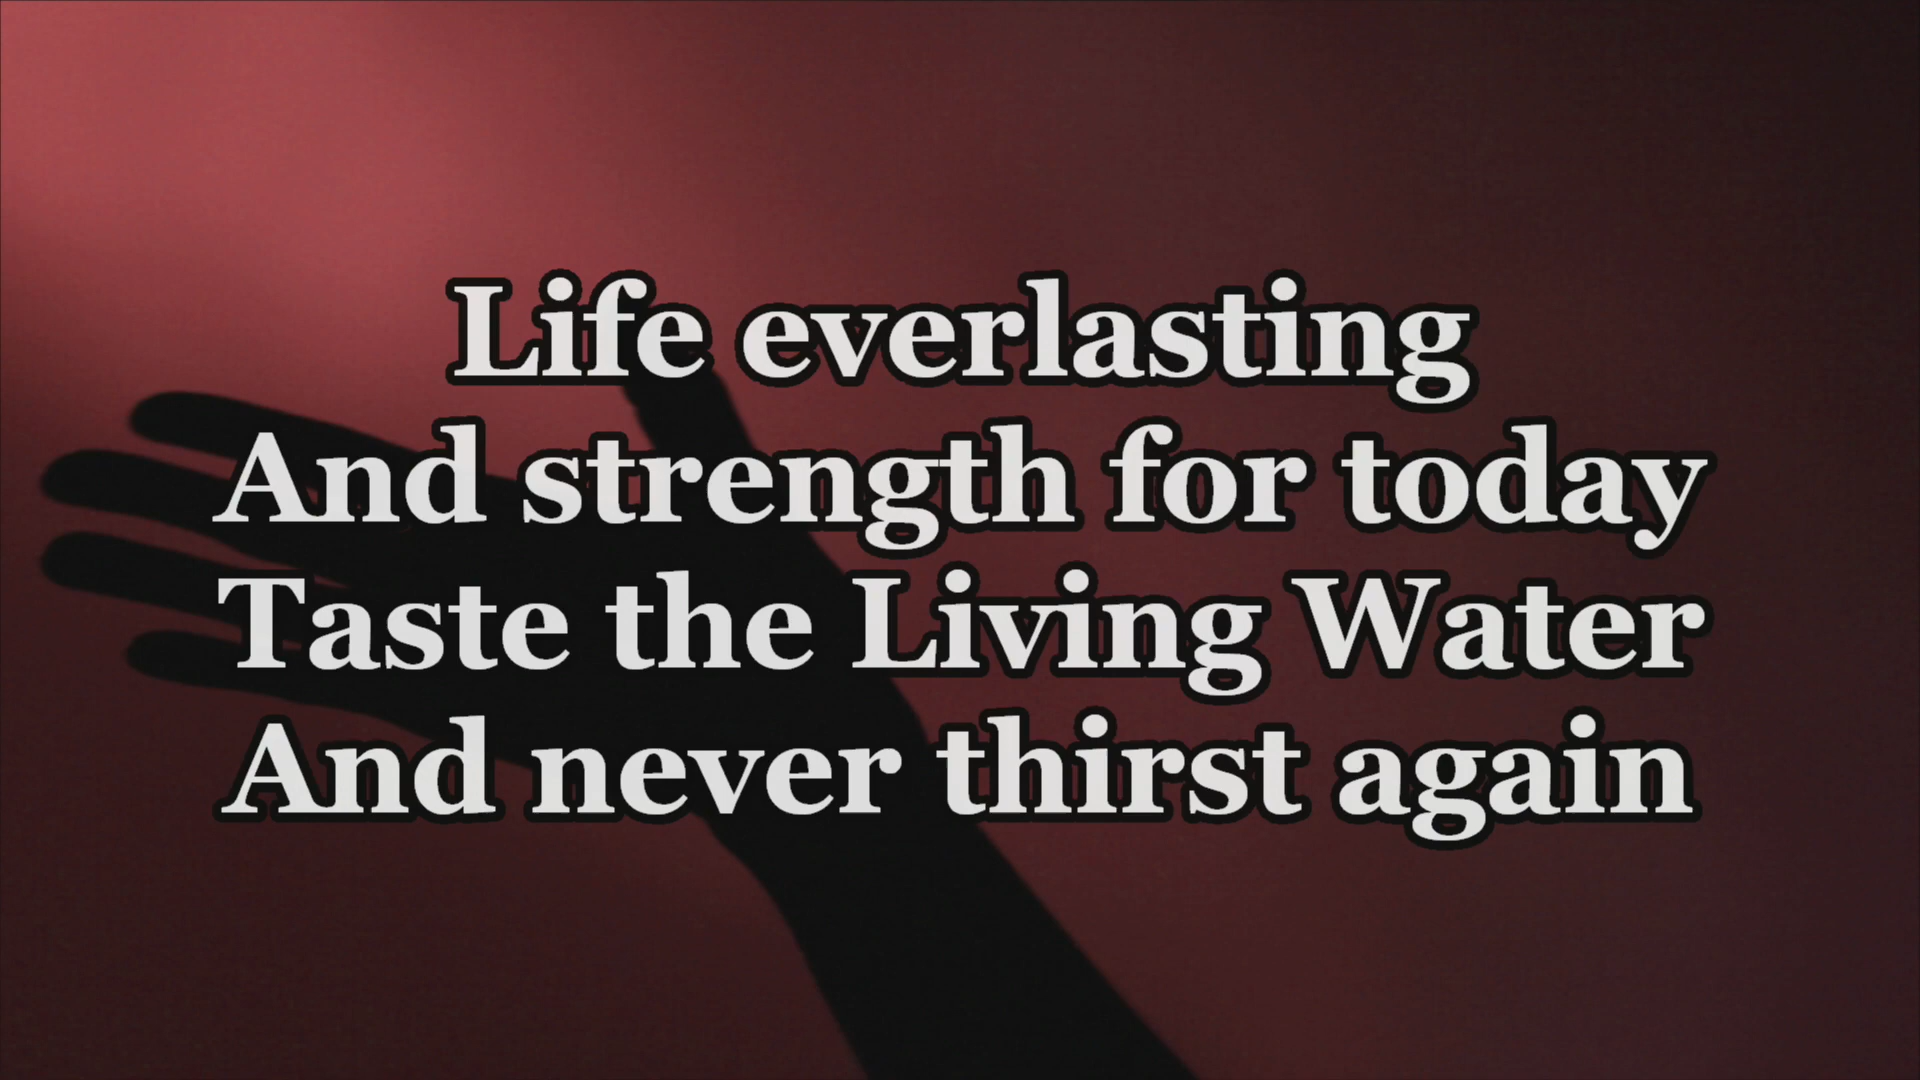 Life everlasting
And strength for today
Taste the Living Water
And never thirst again